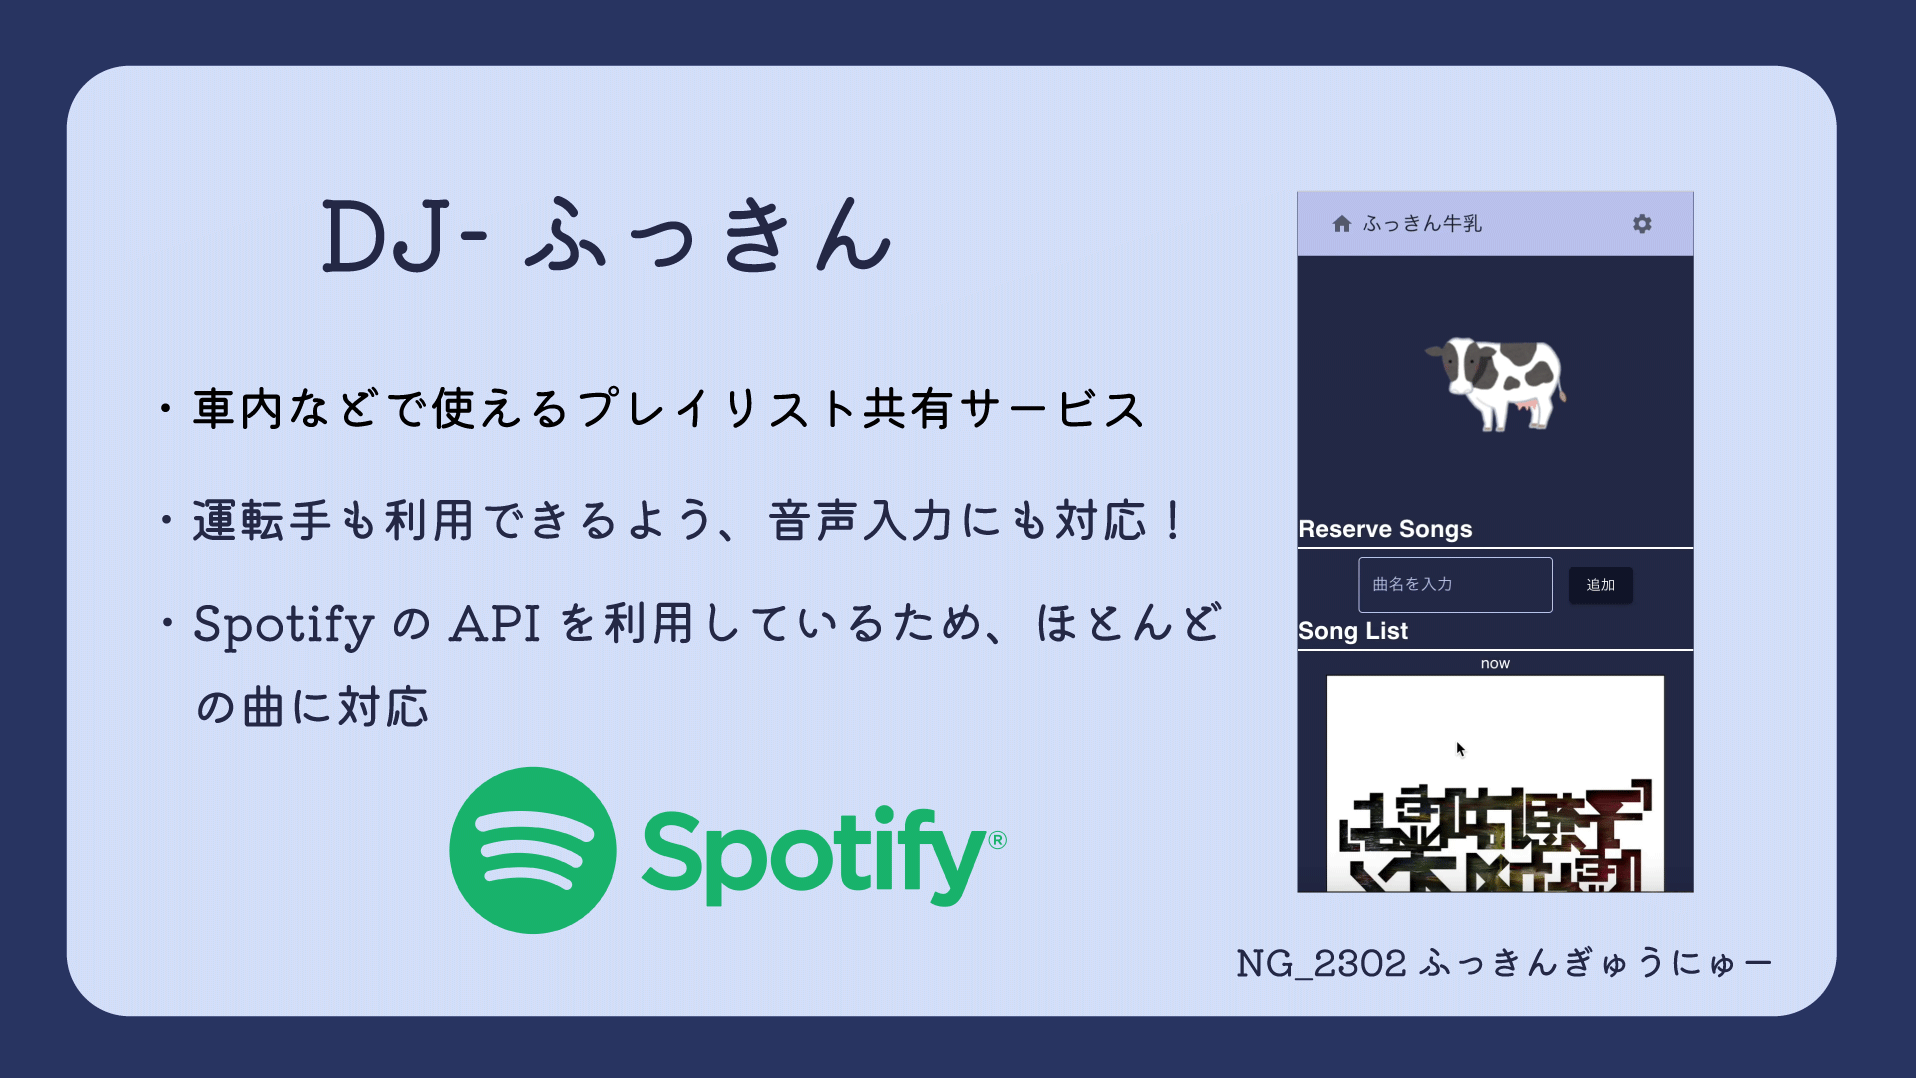 DJ- ふっきん
・車内などで使えるプレイリスト共有サービス
・運転手も利用できるよう、音声入力にも対応！
・Spotify の API を利用しているため、ほとんど
の曲に対応
Spotify®
ふっきん牛乳
Reserve Songs
曲名を入力
追加
Song List
now
NG_2302 ふっきんぎゅうにゅー